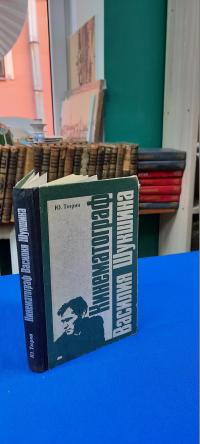 Ю. Тюрин
Кинематограф
Василия Шукшина
Ю. Тюрин
Кинематограф Василия Шукшина